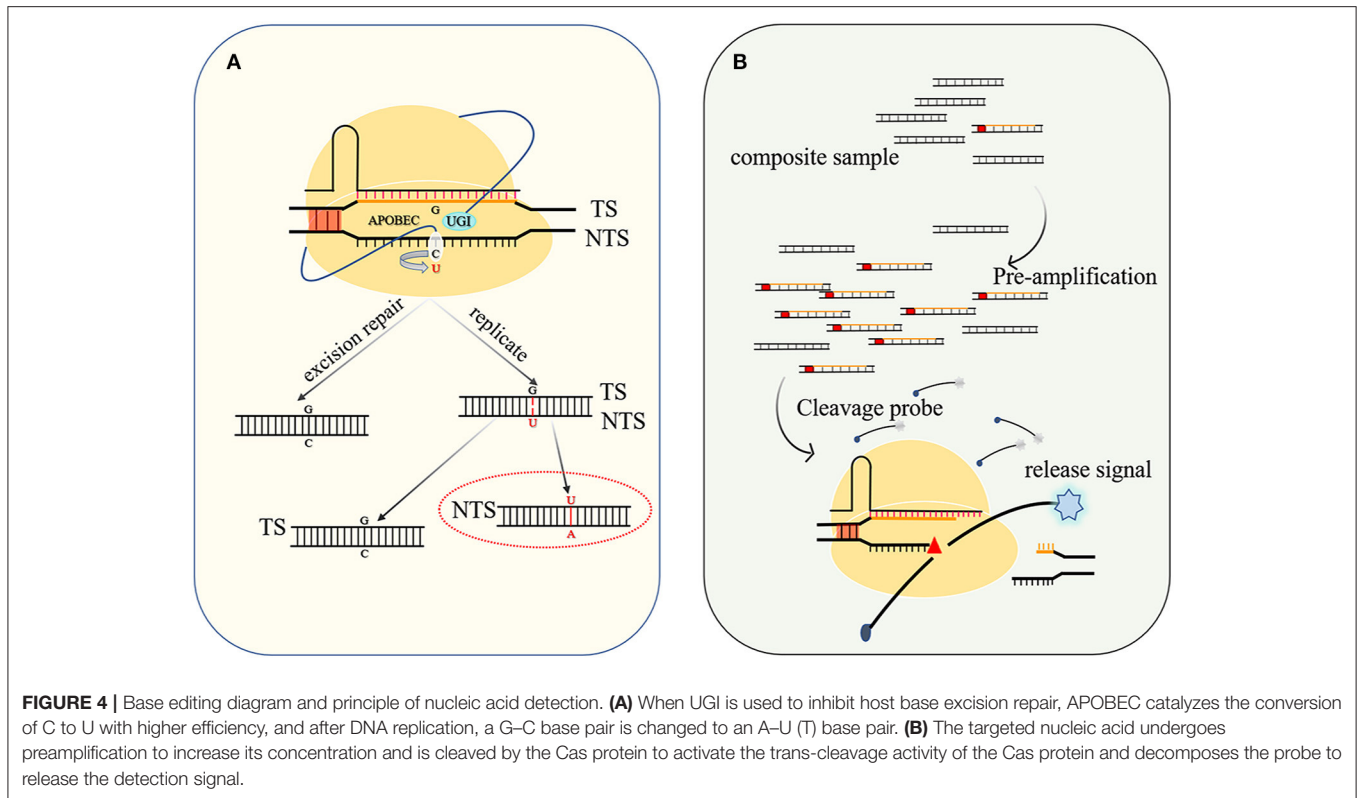 A
G
APOBEC
UGI
TS
NTS
C
U
excision repair
replicate
G
TS
NTS
U
G
C
TS
G
C
NTS
U
A
B
composite sample
Pre-amplification
Cleavage probe
release signal
FIGURE 4 | Base editing diagram and principle of nucleic acid detection. (A) When UGI is used to inhibit host base excision repair, APOBEC catalyzes the conversion
of C to U with higher efficiency, and after DNA replication, a G–C base pair is changed to an A–U (T) base pair. (B) The targeted nucleic acid undergoes
preamplification to increase its concentration and is cleaved by the Cas protein to activate the trans-cleavage activity of the Cas protein and decomposes the probe to
release the detection signal.